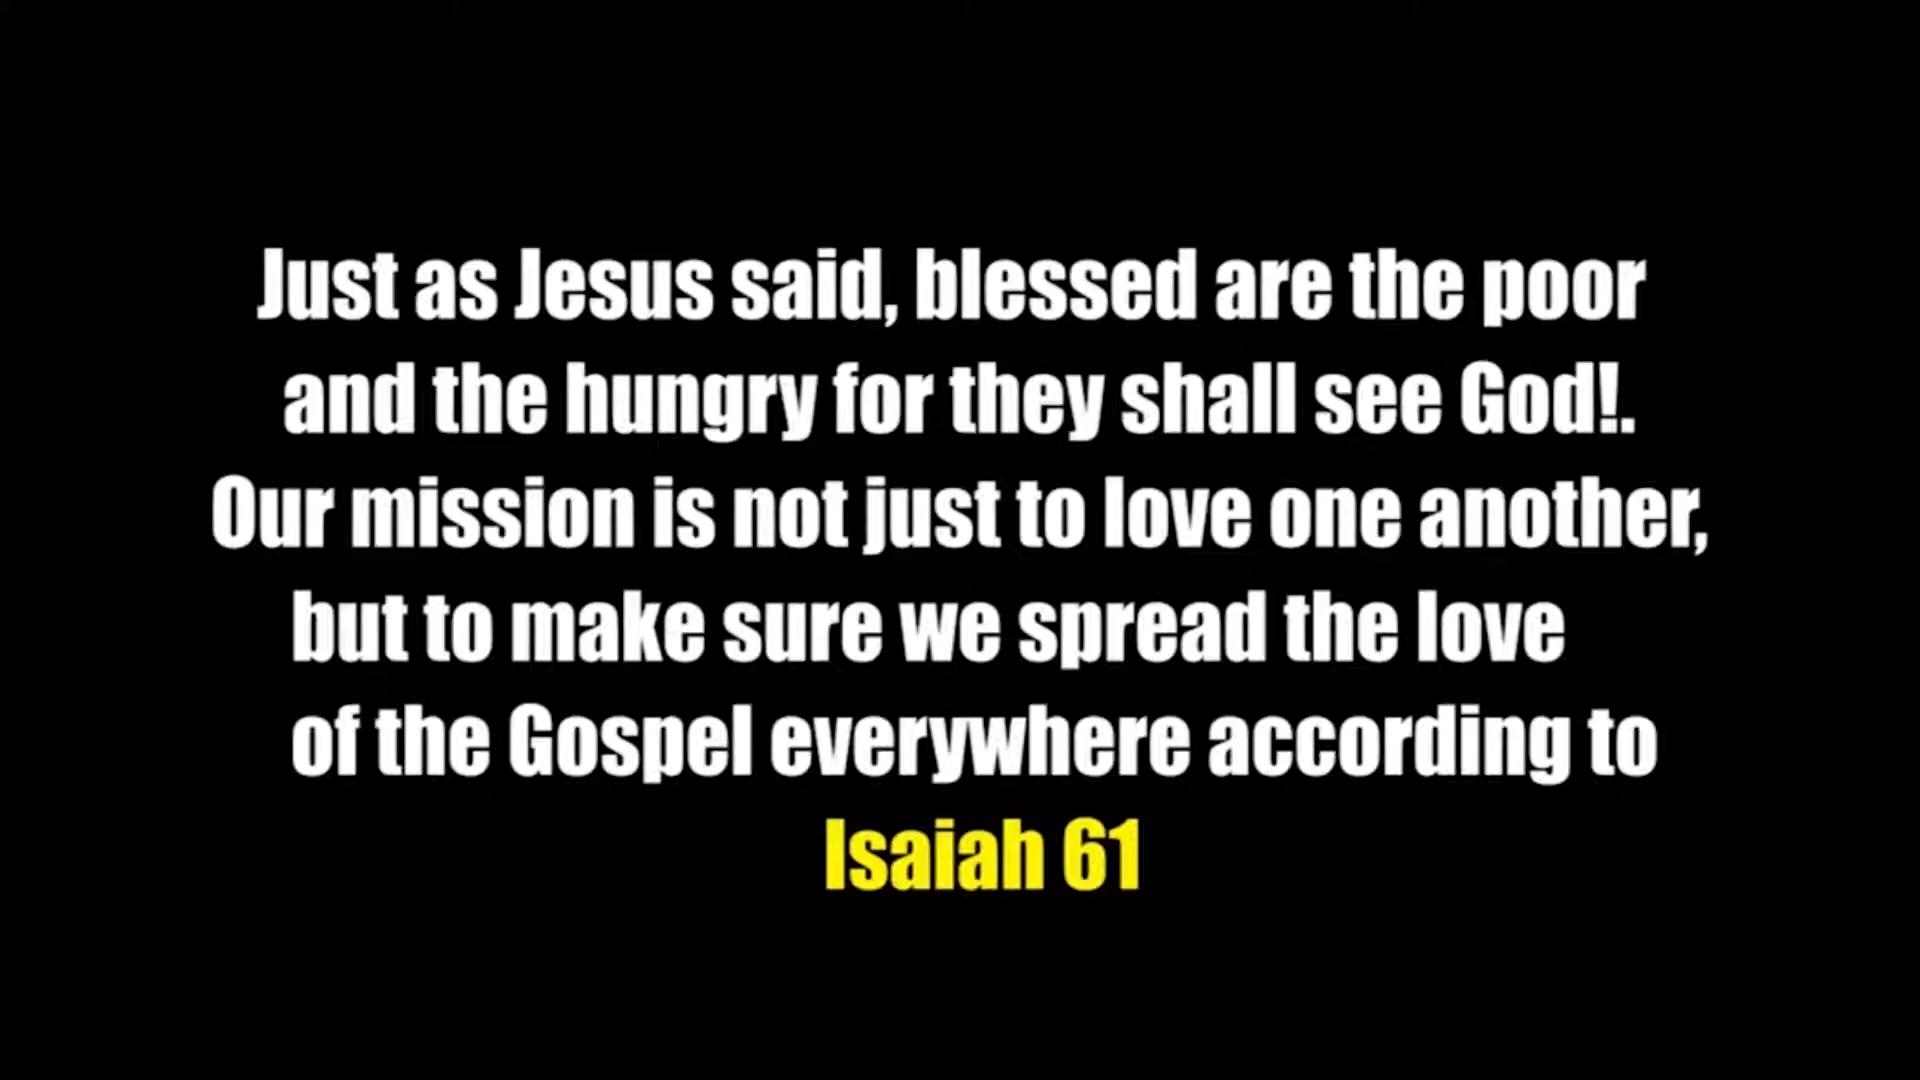 Just as Jesus said, blessed are the poor
and the hungry for they shall see God!.
Our mission is not just to love one another,
but to make sure we spread the love
of the Gospel everywhere according to
Isaiah 61